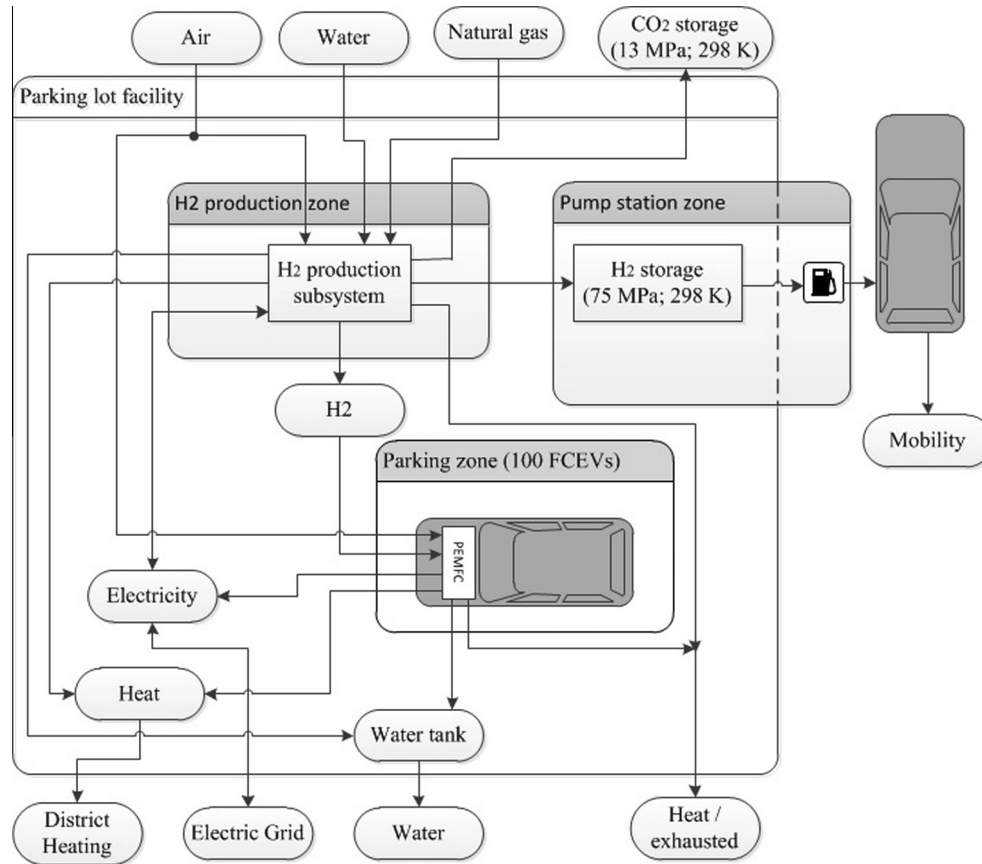 Air
Water
Natural gas
CO2 storage
(13 MPa; 298 K)
Parking lot facility
H2 production zone
Pump station zone
H2 production
subsystem
H2 storage
(75 MPa; 298 K)
H2
Mobility
Parking zone (100 FCEVs)
PEMFC
Electricity
Heat
Water tank
District
Heating
Electric Grid
Water
Heat /
exhausted